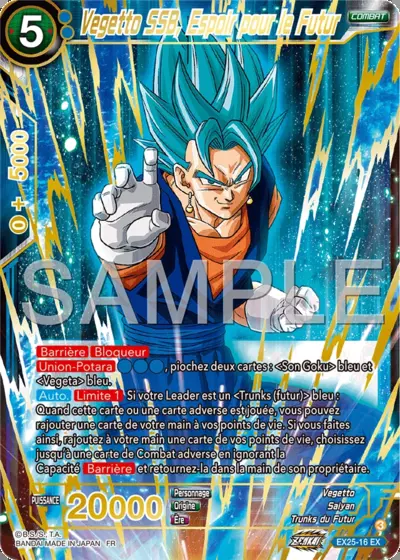 5
Vegetto SSB, Espoir pour le Futur
COMBAT
0 + 5000
SAMPLE
Barrière Bloqueur
Union-Potara , piochez deux cartes : <Son Goku> bleu et
<Vegeta> bleu.
Auto. Limite 1 Si votre Leader est un <Trunks (futur)> bleu :
Quand cette carte ou une carte adverse est jouée, vous pouvez
rajouter une carte de votre main à vos points de vie. Si vous faites
ainsi, rajoutez à votre main une carte de vos points de vie, choisissez
jusqu'à une carte de Combat adverse en ignorant la
Capacité Barrière et retournez-la dans la main de son propriétaire.
PUISSANCE
20000
Personnage
Vegetto
Origine
Saiyan
Ère
Trunks du Futur
3
©B.S./S., T.A.
BANDAI MADE IN JAPAN FR
EX25-16 EX